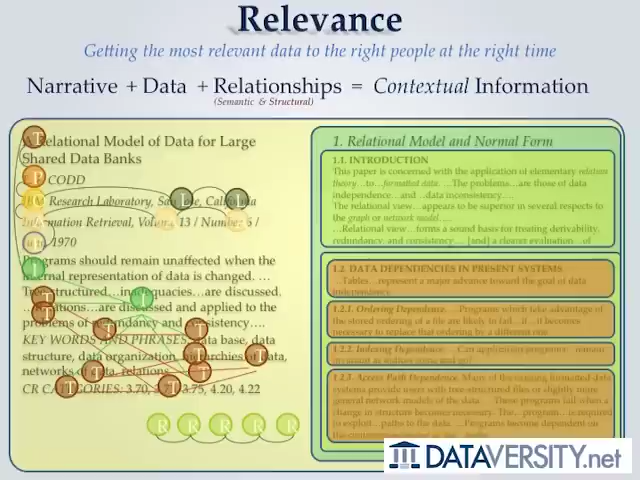 Relevance
Getting the most relevant data to the right people at the right time
Narrative + Data + Relationships = Contextual Information
(Semantic & Structural)
A Relational Model of Data for Large
Shared Data Banks
CODD
IBM Research Laboratory, San Jose, California
Information Retrieval, Volume 13 / Number 6 /
June, 1970
Programs should remain unaffected when the
internal representation of data is changed. …
Tree-structured…inadequacies…are discussed.
…Relations…are discussed and applied to the
problems of redundancy and consistency….
KEY WORDS AND PHRASES: data base, data
structure, data organization, hierarchies of data,
networks of data, relations
CR CATEGORIES: 3.70, 3.73, 3.75, 4.20, 4.22
R R R R R
1. Relational Model and Normal Form
1.1. INTRODUCTION
This paper is concerned with the application of elementary relation
theory…to…formatted data. …The problems…are those of data
independence…and…data inconsistency….
The relational view…appears to be superior in several respects to
the graph or network model….
…Relational view…forms a sound basis for treating derivability,
redundancy, and consistency…. [and] a clearer evaluation…of
1.2. DATA DEPENDENCIES IN PRESENT SYSTEMS
…Tables…represent a major advance toward the goal of data
independence
1.2.1. Ordering Dependence. …Programs which take advantage of
the stored ordering of a file are likely to fail…if…it becomes
necessary to replace that ordering by a different one.
1.2.2. Indexing Dependence. …Can application programs…remain
1.2.3. Access Path Dependence. Many of the existing formatted data
systems provide users with tree-structured files or slightly more
general network models of the data. …These programs fail when a
change in structure becomes necessary. The…program…is required
to exploit…paths to the data. …Programs become dependent on
the continued
DATAVERSITY.net